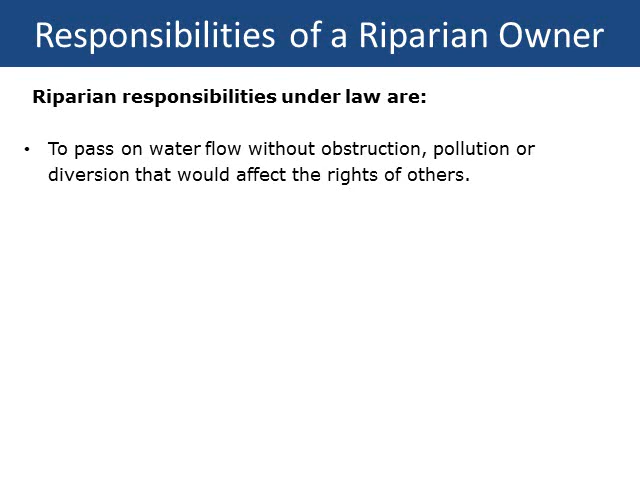 Responsibilities of a Riparian Owner
Riparian responsibilities under law are:
• To pass on water flow without obstruction, pollution or
diversion that would affect the rights of others.